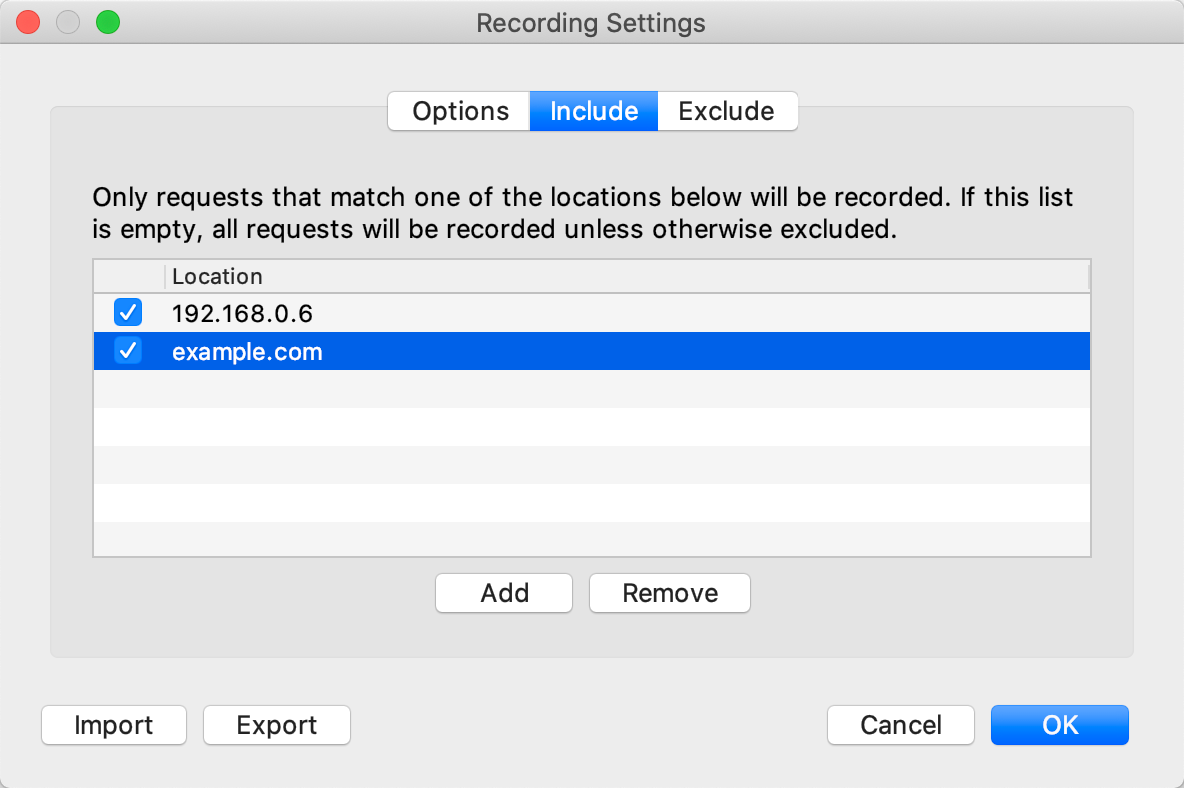 Recording Settings
Options Include Exclude
Only requests that match one of the locations below will be recorded. If this list
is empty, all requests will be recorded unless otherwise excluded.
Location
192.168.0.6
example.com
Add Remove
Import Export Cancel OK